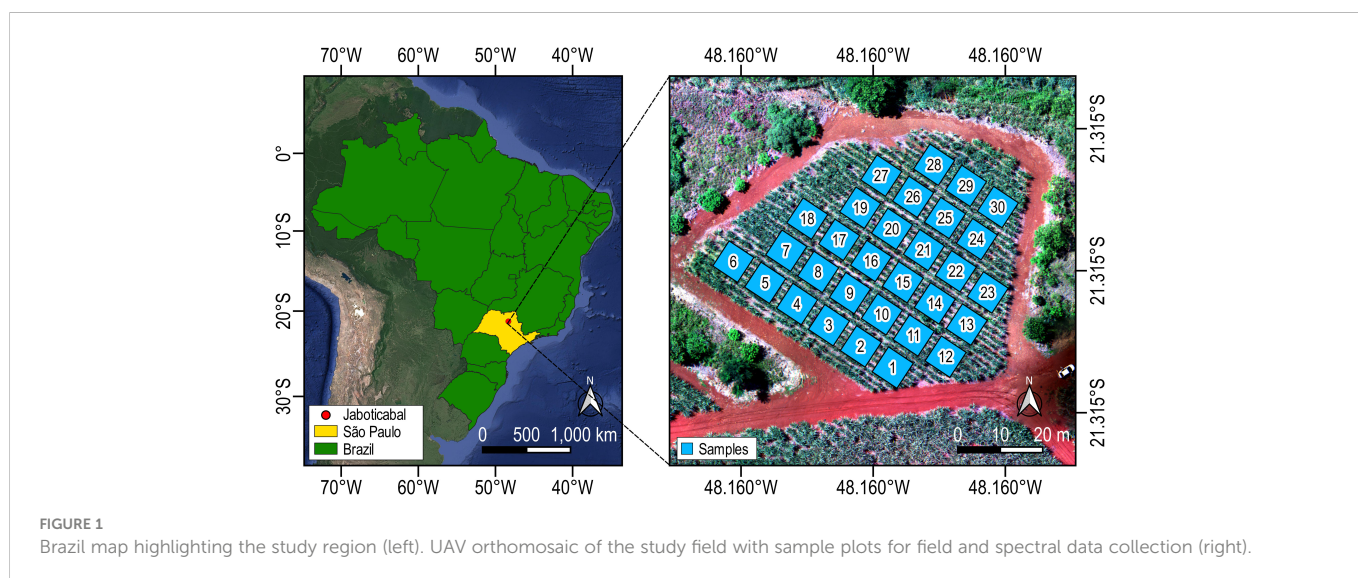 70°W 60°W 50°W 40°W
48.160°W 48.160°W 48.160°W
0°
10°S
20°S
30°S
N
Jaboticabal
São Paulo
Brazil
0 500 1,000 km
70°W 60°W 50°W 40°W
21.315°S
21.315°S
21.315°S
28
27
29
26
30
19
25
18
20
24
17
21
7
16
22
6
8
15
23
5
9
14
4
10
13
3
11
2
12
1
N
Samples
0 10 20 m
48.160°W 48.160°W 48.160°W
FIGURE 1
Brazil map highlighting the study region (left). UAV orthomosaic of the study field with sample plots for field and spectral data collection (right).